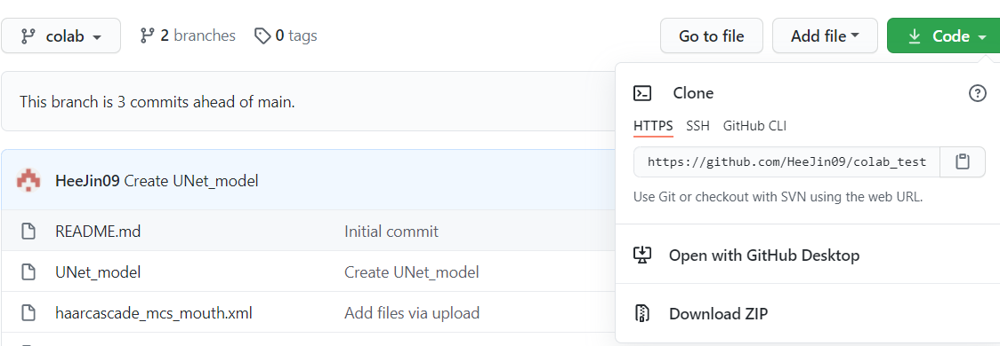 colab 2 branches 0 tags Go to file Add file Code
This branch is 3 commits ahead of main.
HeeJin09 Create UNet_model
README.md Initial commit
UNet_model Create UNet_model
haarcascade_mcs_mouth.xml Add files via upload
Clone
HTTPS SSH GitHub CLI
https://github.com/HeeJin09/colab_test
Use Git or checkout with SVN using the web URL.
Open with GitHub Desktop
Download ZIP